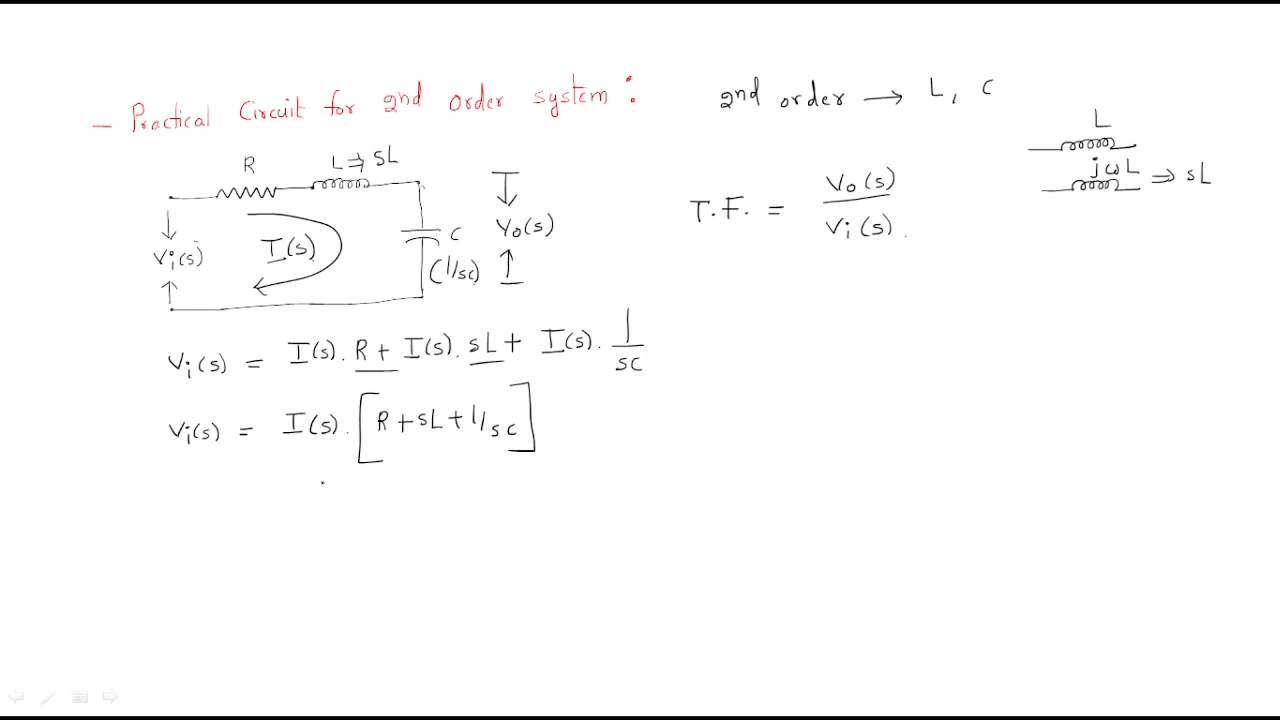 – Practical Circuit for 2nd order system :
2nd order → L, C
L
jωL ⇒ sL
R
L ⇒ sL
Vi(s)
I(s)
C
(1/sc)
Vo(s)
T.F. = Vo(s) / Vi(s)
Vi(s) = I(s). R + I(s). sL + I(s). 1/sc
Vi(s) = I(s). [R + sL + 1/sc]